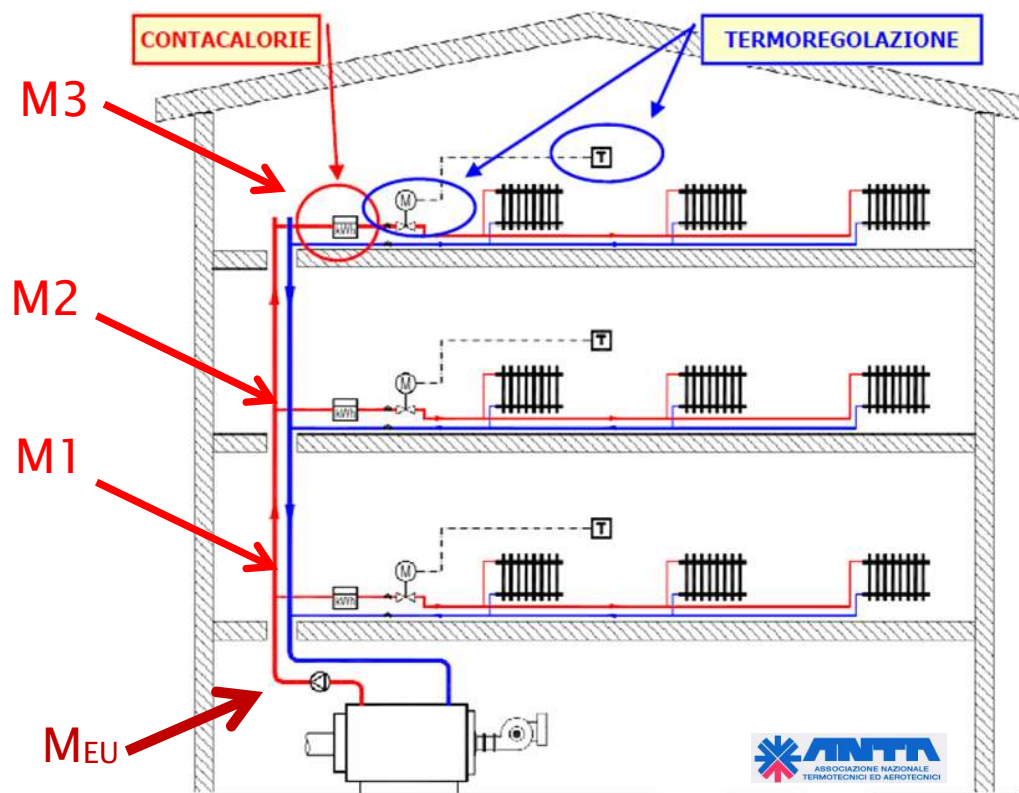 CONTACALORIE
TERMOREGOLAZIONE
M3
T
M
kWh
M2
T
M
kWh
M1
T
M
kWh
MEU
ANTA
ASSOCIAZIONE NAZIONALE
TERMOTECNICI ED AEROTECNICI